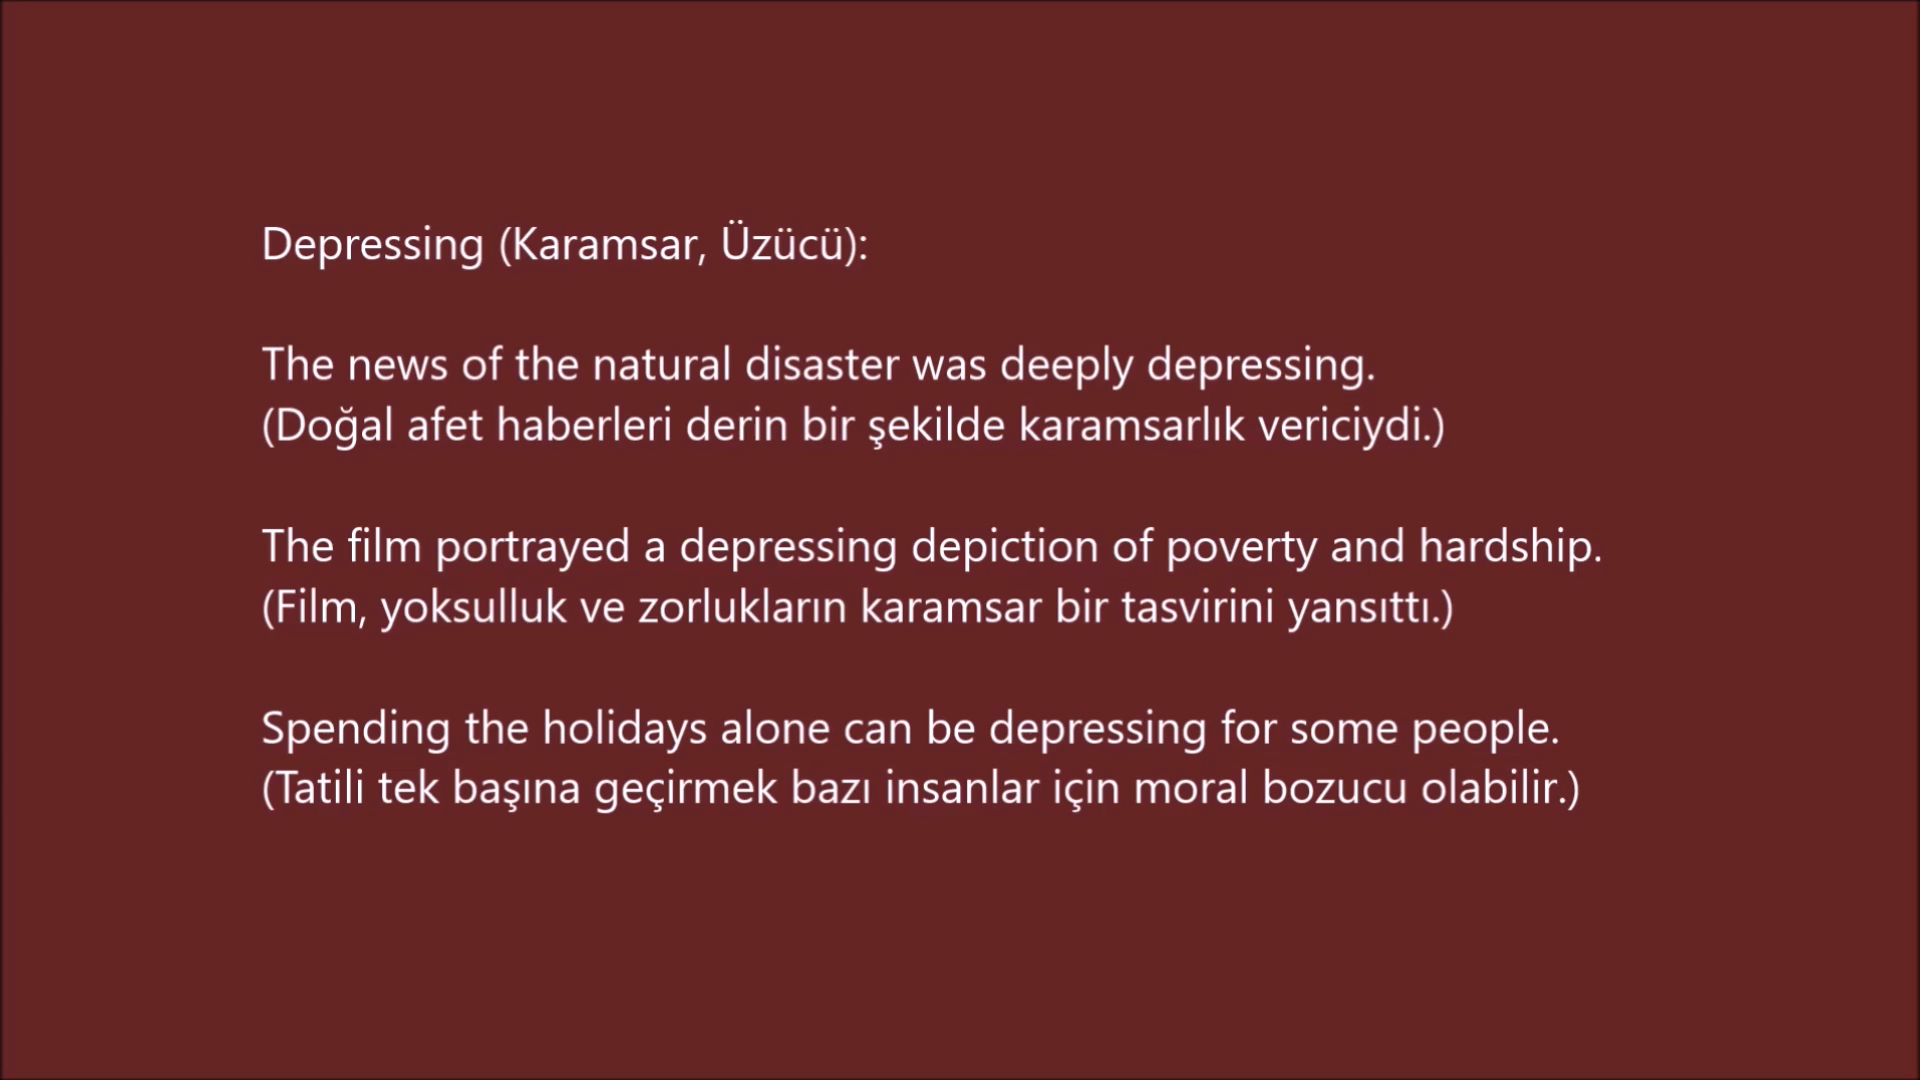 Depressing (Karamsar, Üzücü):
The news of the natural disaster was deeply depressing.
(Doğal afet haberleri derin bir şekilde karamsarlık vericiydi.)
The film portrayed a depressing depiction of poverty and hardship.
(Film, yoksulluk ve zorlukların karamsar bir tasvirini yansıttı.)
Spending the holidays alone can be depressing for some people.
(Tatili tek başına geçirmek bazı insanlar için moral bozucu olabilir.)